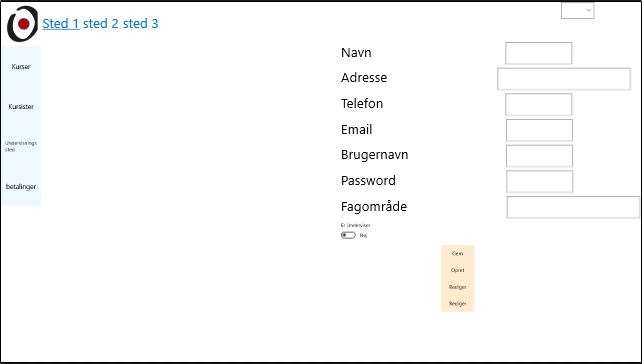 Sted 1 sted 2 sted 3
Kurser
Kursister
Undervisnings
sted
betalinger
Navn
Adresse
Telefon
Email
Brugernavn
Password
Fagområde
Er Underviser
Nej
Gem
Opret
Rediger
Rediger